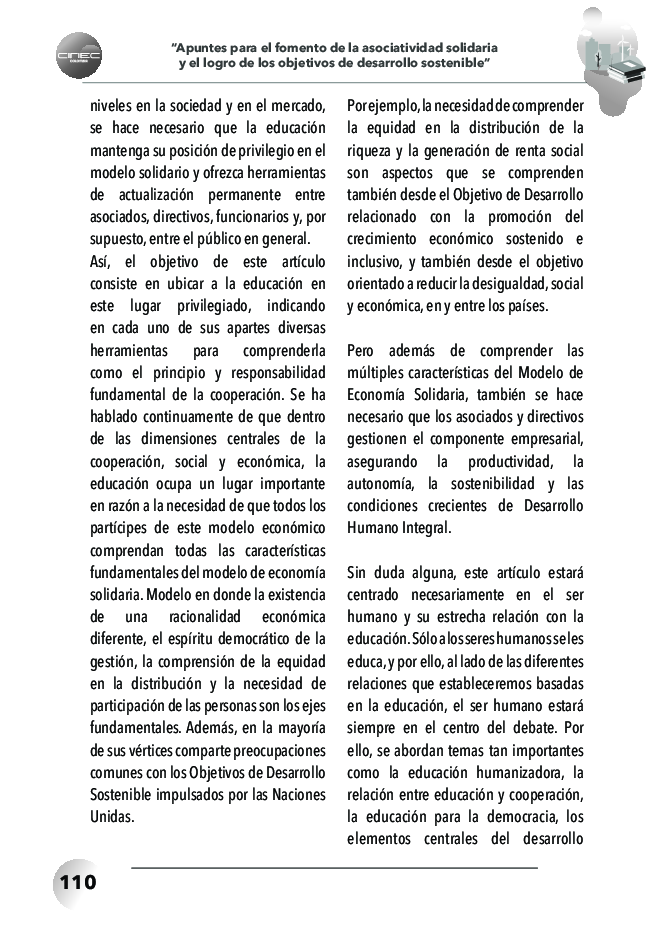 CINEC
COLOMBIA
“Apuntes para el fomento de la asociatividad solidaria
y el logro de los objetivos de desarrollo sostenible”
niveles en la sociedad y en el mercado,
se hace necesario que la educación
mantenga su posición de privilegio en el
modelo solidario y ofrezca herramientas
de actualización permanente entre
asociados, directivos, funcionarios y, por
supuesto, entre el público en general.
Así, el objetivo de este artículo
consiste en ubicar a la educación en
este lugar privilegiado, indicando
en cada uno de sus apartes diversas
herramientas para comprenderla
como el principio y responsabilidad
fundamental de la cooperación. Se ha
hablado continuamente de que dentro
de las dimensiones centrales de la
cooperación, social y económica, la
educación ocupa un lugar importante
en razón a la necesidad de que todos los
partícipes de este modelo económico
comprendan todas las características
fundamentales del modelo de economía
solidaria. Modelo en donde la existencia
de una racionalidad económica
diferente, el espíritu democrático de la
gestión, la comprensión de la equidad
en la distribución y la necesidad de
participación de las personas son los ejes
fundamentales. Además, en la mayoría
de sus vértices comparte preocupaciones
comunes con los Objetivos de Desarrollo
Sostenible impulsados por las Naciones
Unidas.
Por ejemplo, la necesidad de comprender
la equidad en la distribución de la
riqueza y la generación de renta social
son aspectos que se comprenden
también desde el Objetivo de Desarrollo
relacionado con la promoción del
crecimiento económico sostenido e
inclusivo, y también desde el objetivo
orientado a reducir la desigualdad, social
y económica, en y entre los países.
Pero además de comprender las
múltiples características del Modelo de
Economía Solidaria, también se hace
necesario que los asociados y directivos
gestionen el componente empresarial,
asegurando la productividad, la
autonomía, la sostenibilidad y las
condiciones crecientes de Desarrollo
Humano Integral.
Sin duda alguna, este artículo estará
centrado necesariamente en el ser
humano y su estrecha relación con la
educación. Sólo a los seres humanos se les
educa, y por ello, al lado de las diferentes
relaciones que estableceremos basadas
en la educación, el ser humano estará
siempre en el centro del debate. Por
ello, se abordan temas tan importantes
como la educación humanizadora, la
relación entre educación y cooperación,
la educación para la democracia, los
elementos centrales del desarrollo
110